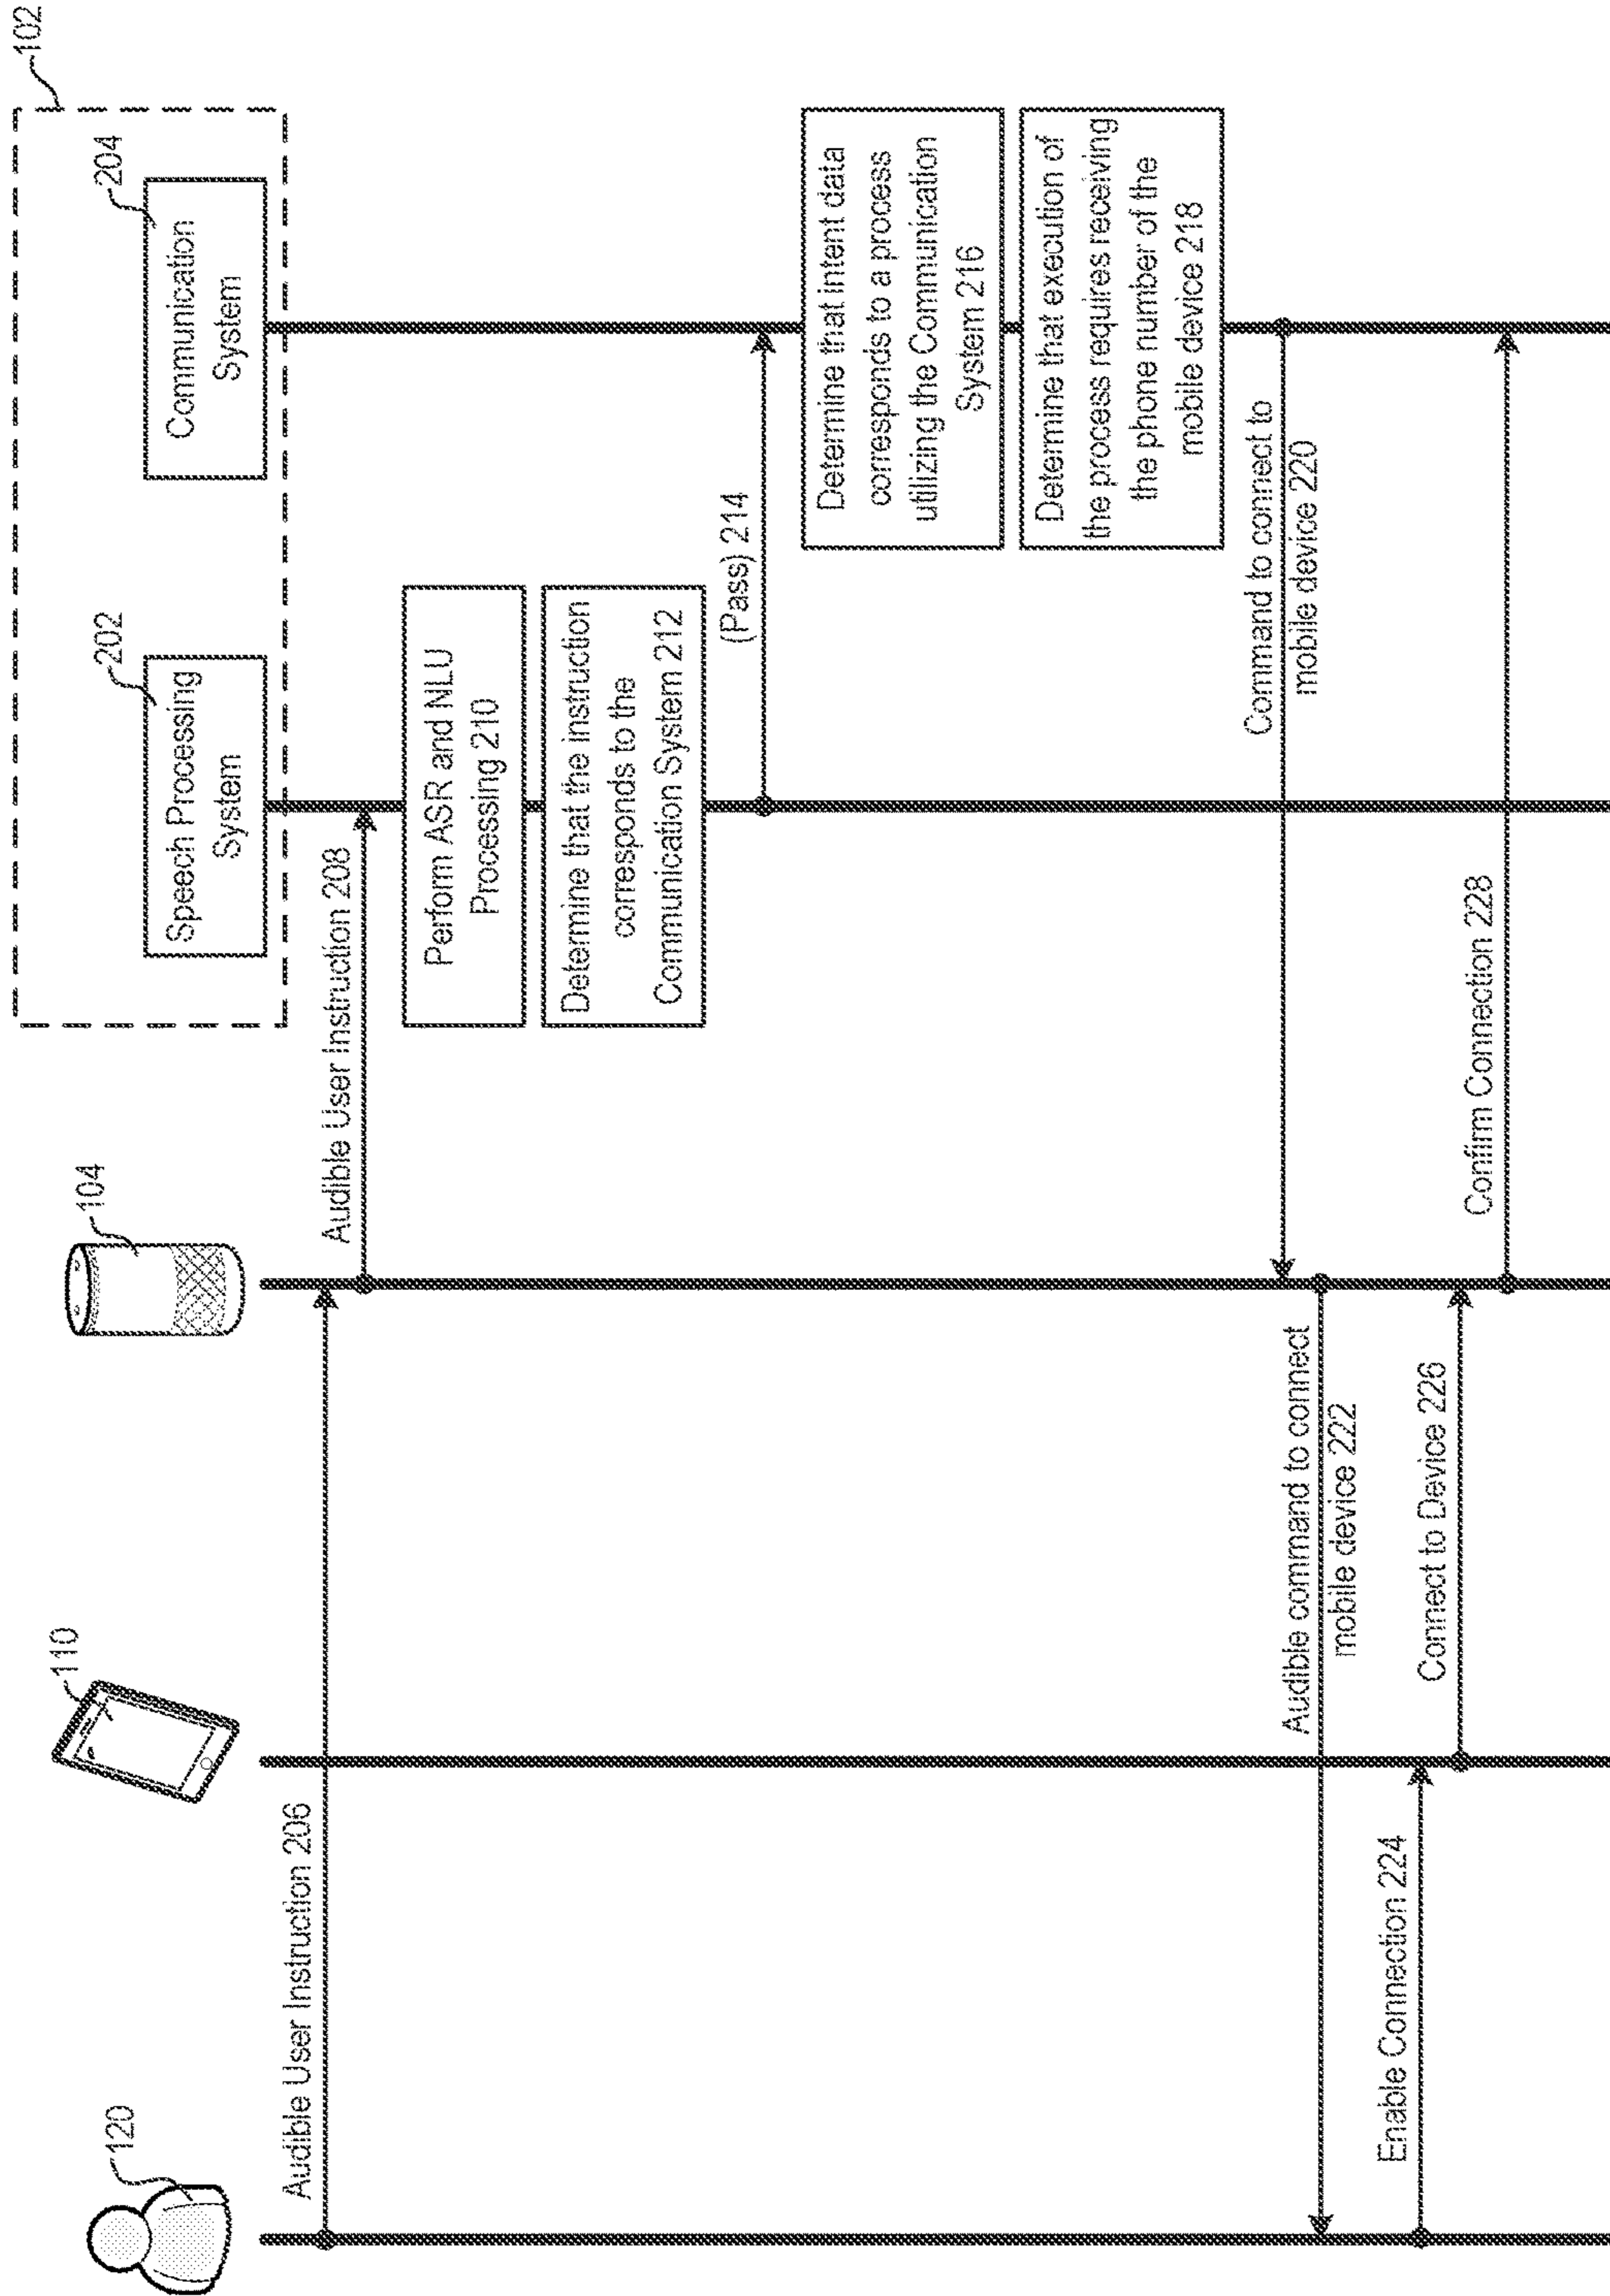 120
110
104
102
202
Speech Processing
System
204
Communication
System
Audible User Instruction 206
Audible User Instruction 208
Perform ASR and NLU
Processing 210
Determine that the instruction
corresponds to the
Communication System 212
(Pass) 214
Determine that intent data
corresponds to a process
utilizing the Communication
System 216
Determine that execution of
the process requires receiving
the phone number of the
mobile device 218
Command to connect to
mobile device 220
Audible command to connect
mobile device 222
Enable Connection 224
Connect to Device 226
Confirm Connection 228